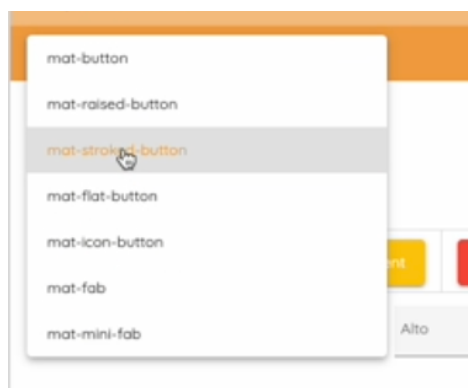 mat-button
mat-raised-button
mat-stroked-button
mat-flat-button
mat-icon-button
mat-fab
mat-mini-fab
Alto